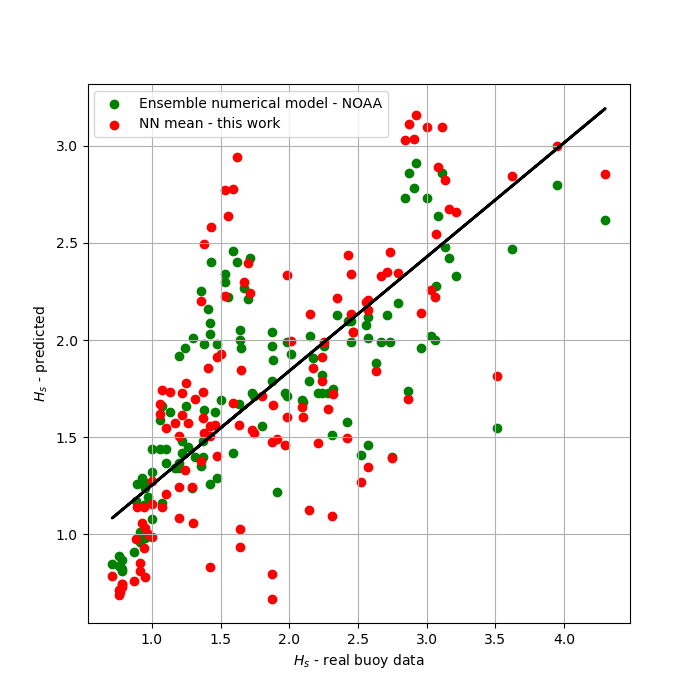 Ensemble numerical model - NOAA
NN mean - this work
3.0
2.5
2.0
1.5
1.0
H_s - predicted
1.0 1.5 2.0 2.5 3.0 3.5 4.0
H_s - real buoy data